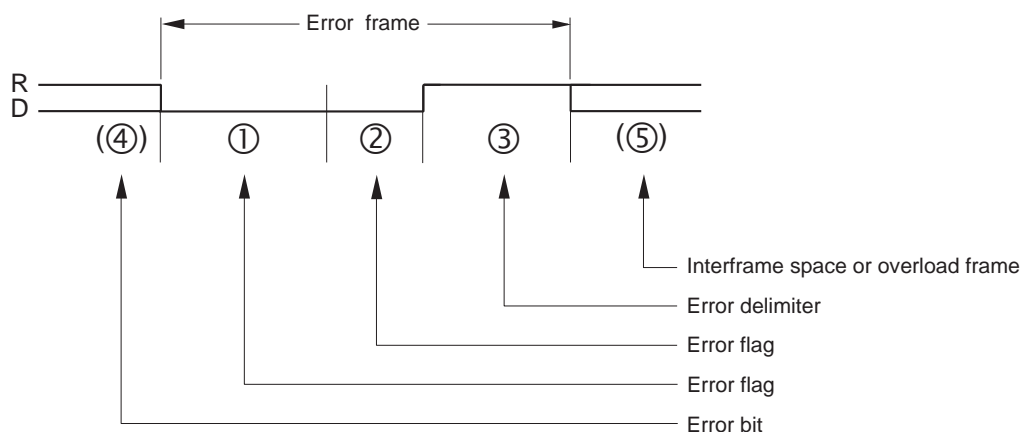 Error frame
R
D
(④) ① ② ③ (⑤)
Interframe space or overload frame
Error delimiter
Error flag
Error flag
Error bit